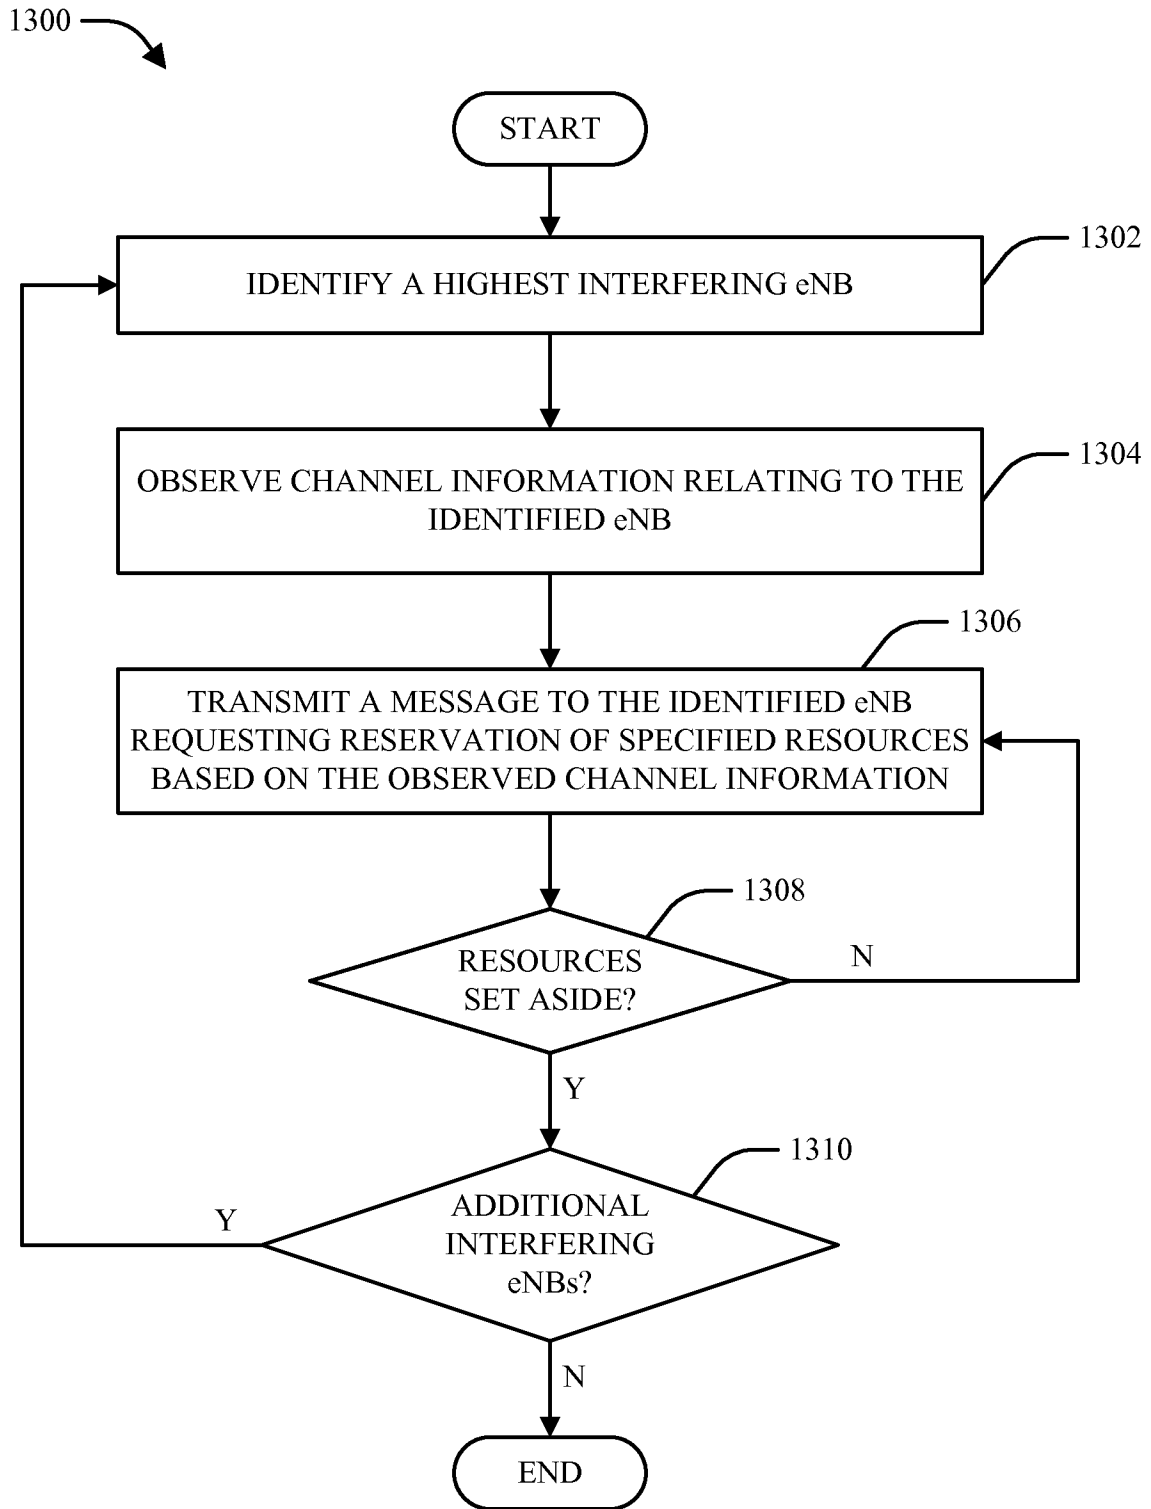 1300
START
1302
IDENTIFY A HIGHEST INTERFERING eNB
1304
OBSERVE CHANNEL INFORMATION RELATING TO THE
IDENTIFIED eNB
1306
TRANSMIT A MESSAGE TO THE IDENTIFIED eNB
REQUESTING RESERVATION OF SPECIFIED RESOURCES
BASED ON THE OBSERVED CHANNEL INFORMATION
1308
RESOURCES
SET ASIDE?
N
Y
1310
ADDITIONAL
INTERFERING
eNBs?
Y
N
END